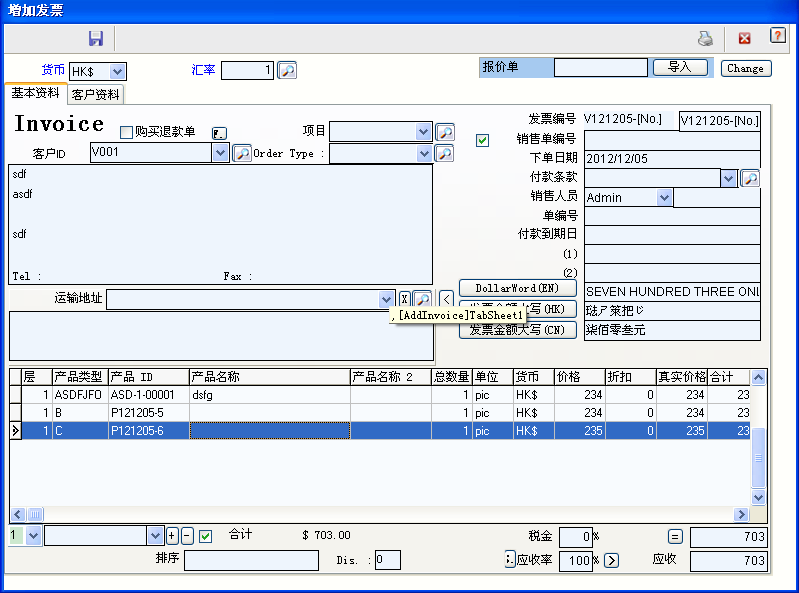 增加发票
货币 HK$ 汇率 1 报价单 导入 Change
基本资料 客户资料
Invoice 购买退款单 项目
客户ID V001 Order Type :
sdf
asdf
sdf
Tel : Fax :
运输地址 X <
发票编号 V121205-[No.] V121205-[No.]
销售单编号
下单日期 2012/12/05
付款条款
销售人员 Admin
单编号
付款到期日
(1)
(2)
DollarWord(EN) SEVEN HUNDRED THREE ONL
发票金额大写(HK)
,[AddInvoice]TabSheet1
发票金额大写(CN) 柒佰零叁元
层 产品类型 产品 ID 产品名称 产品名称 2 总数量 单位 货币 价格 折扣 真实价格 合计
1 ASDFJFO ASD-1-00001 dsfg 1 pic HK$ 234 0 234 23
1 B P121205-5 1 pic HK$ 234 0 234 23
1 C P121205-6 1 pic HK$ 235 0 235 23
1 + - 合计 $ 703.00 税金 0 % = 703
排序 Dis. : 0 应收率 100 % > 应收 703